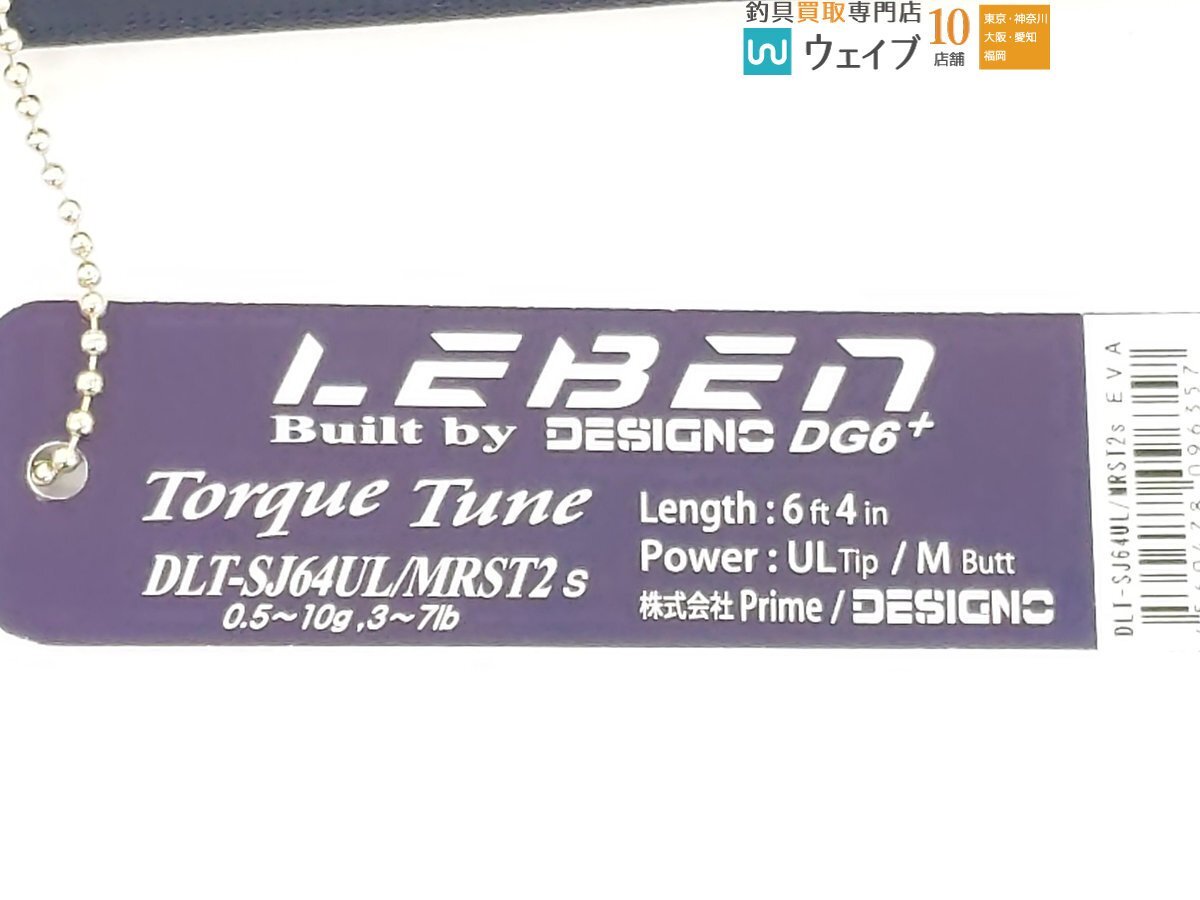 釣具買取専門店
ウェイブ
10
店舗
東京・神奈川
大阪・愛知
福岡
LEBEN
Built by DESIGNO DG6+
Torque Tune
DLT-SJ64UL/MRST2 s
0.5～10g ,3～7lb
Length : 6 ft 4 in
Power : UL Tip / M Butt
株式会社 Prime / DESIGNO
DLT-SJ64UL/MRST2s EVA